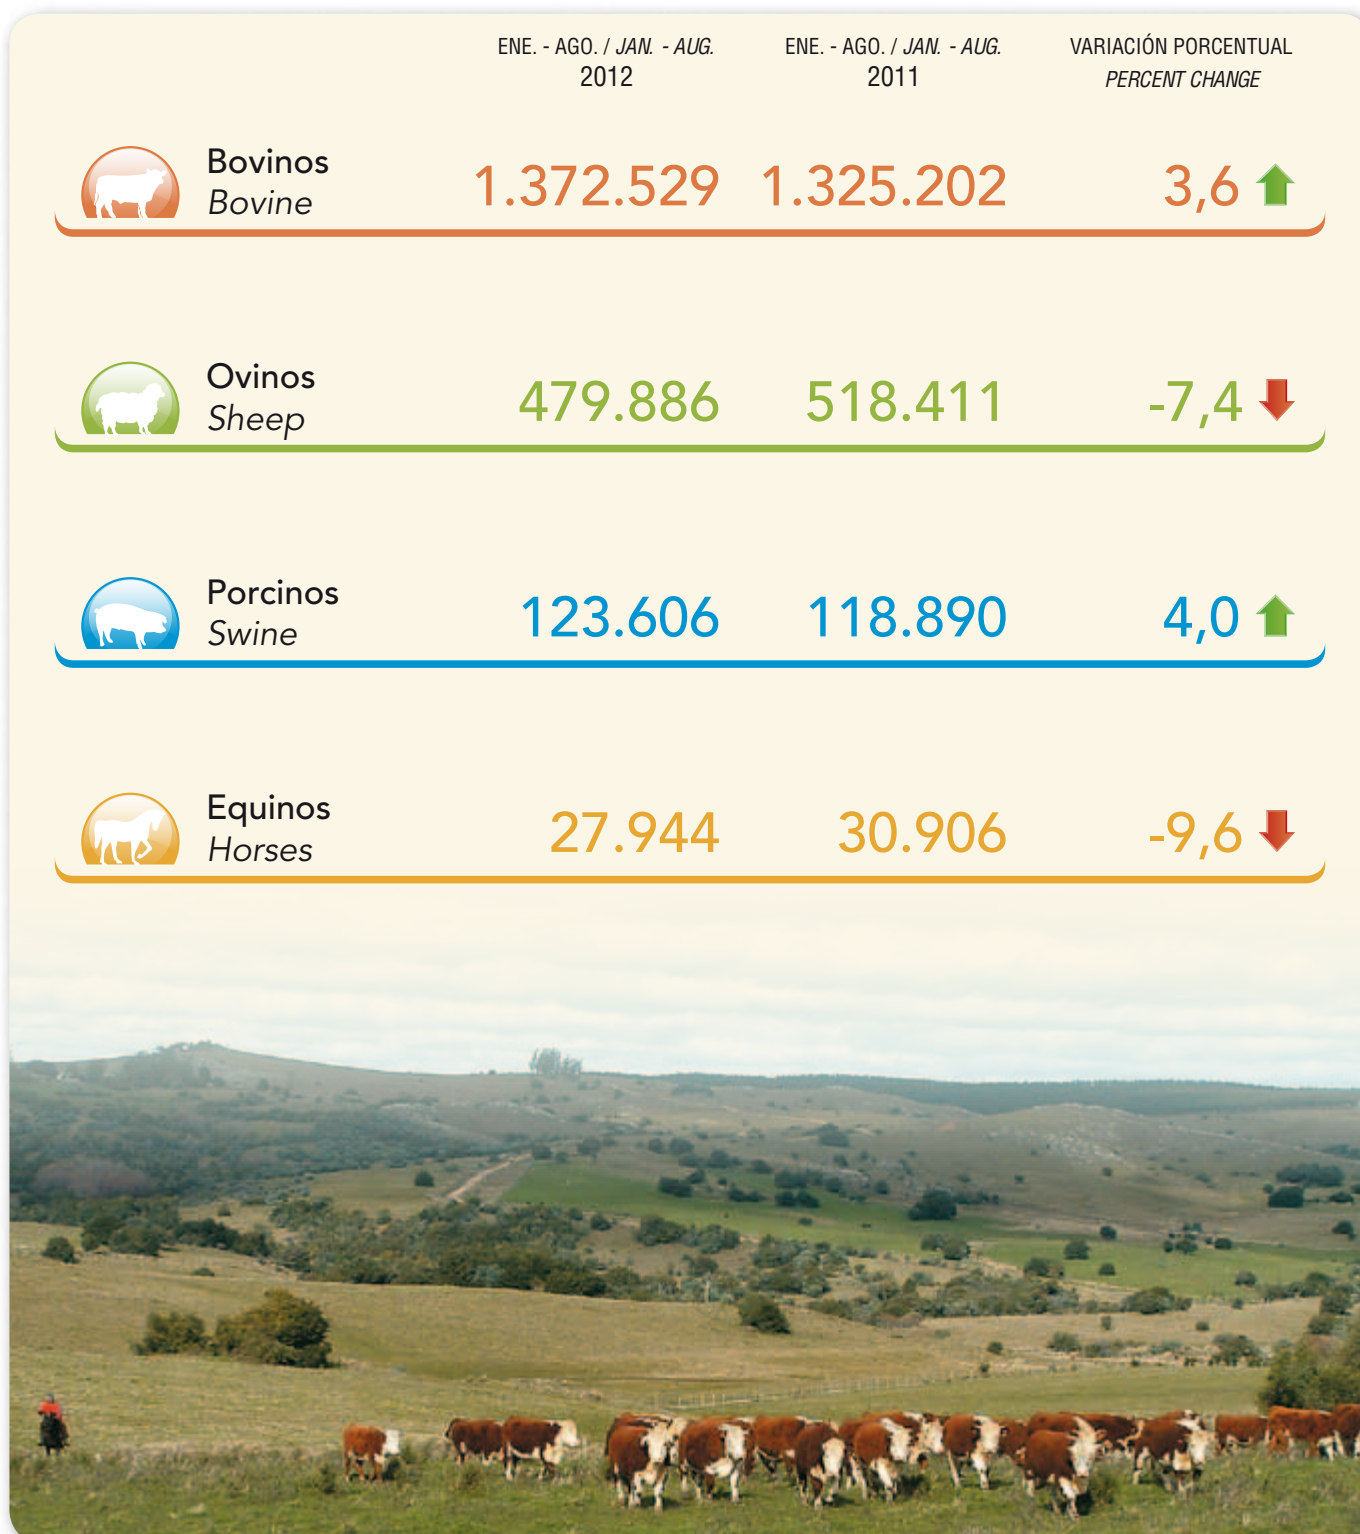 ENE. - AGO. / JAN. - AUG.
2012
ENE. - AGO. / JAN. - AUG.
2011
VARIACIÓN PORCENTUAL
PERCENT CHANGE
Bovinos
Bovine
1.372.529 1.325.202 3,6
Ovinos
Sheep
479.886 518.411 -7,4
Porcinos
Swine
123.606 118.890 4,0
Equinos
Horses
27.944 30.906 -9,6